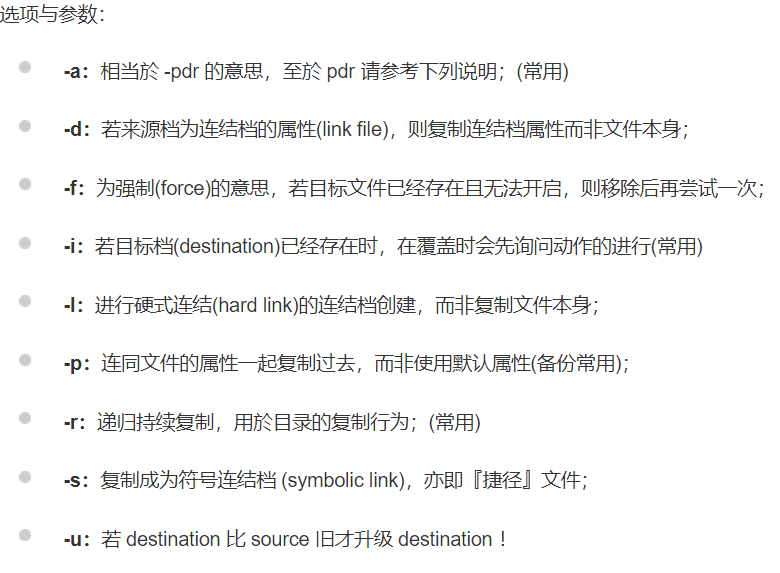 选项与参数：
-a：相当於 -pdr 的意思，至於 pdr 请参考下列说明；(常用)
-d：若来源档为连结档的属性(link file)，则复制连结档属性而非文件本身；
-f：为强制(force)的意思，若目标文件已经存在且无法开启，则移除后再尝试一次；
-i：若目标档(destination)已经存在时，在覆盖时会先询问动作的进行(常用)
-l：进行硬式连结(hard link)的连结档创建，而非复制文件本身；
-p：连同文件的属性一起复制过去，而非使用默认属性(备份常用)；
-r：递归持续复制，用於目录的复制行为；(常用)
-s：复制成为符号连结档 (symbolic link)，亦即『捷径』文件；
-u：若 destination 比 source 旧才升级 destination！